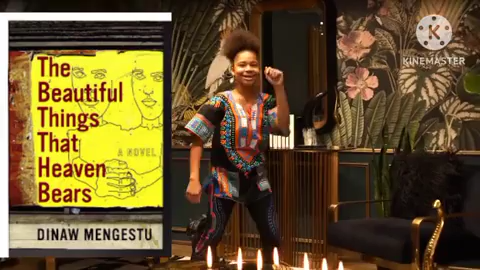 The
Beautiful
Things
That
Heaven
Bears
A NOVEL
DINAW MENGESTU
KINEMASTER